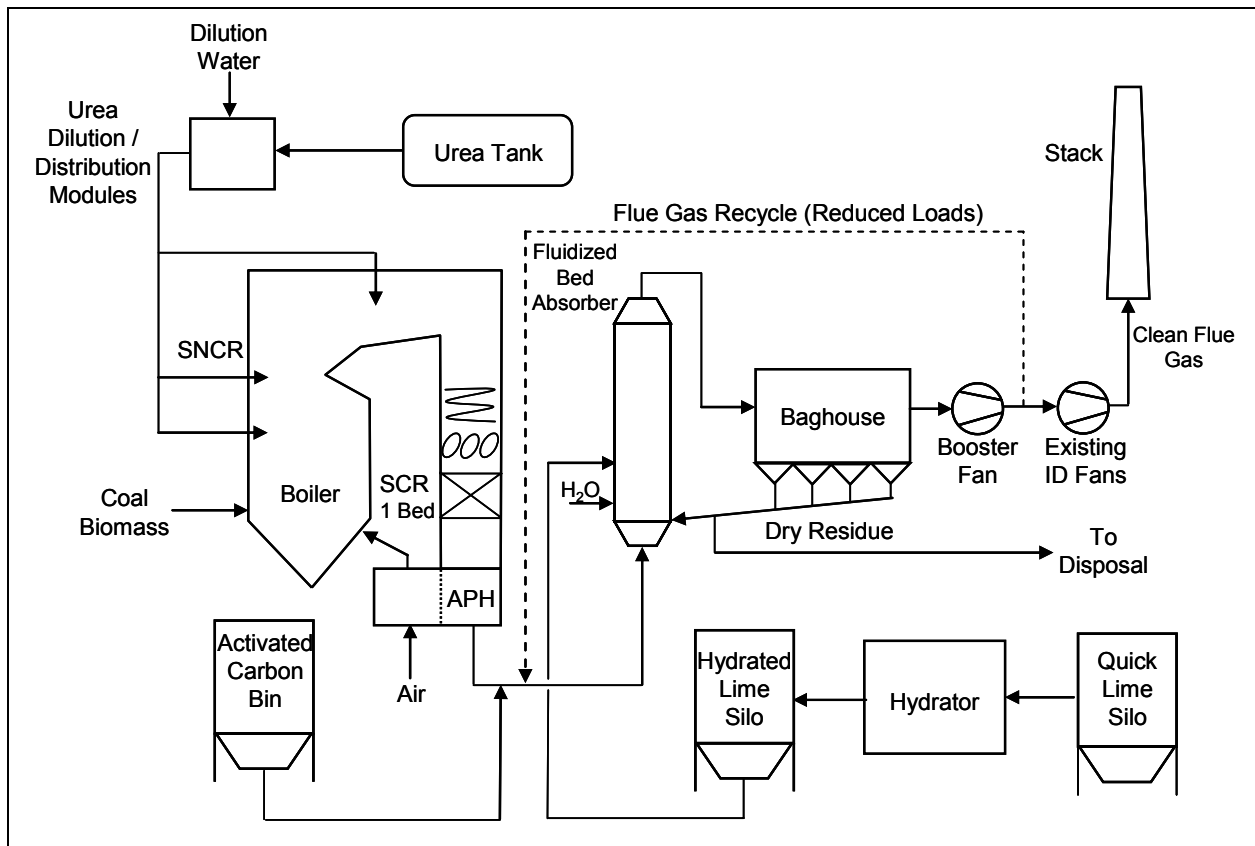 Dilution
Water
Urea
Dilution /
Distribution
Modules
Urea Tank
Stack
Flue Gas Recycle (Reduced Loads)
Fluidized
Bed
Absorber
Clean Flue
Gas
SNCR
Baghouse
Booster
Fan
Existing
ID Fans
Coal
Biomass
Boiler
SCR
1 Bed
H₂O
Dry Residue
To
Disposal
APH
Air
Activated
Carbon
Bin
Hydrated
Lime
Silo
Hydrator
Quick
Lime
Silo